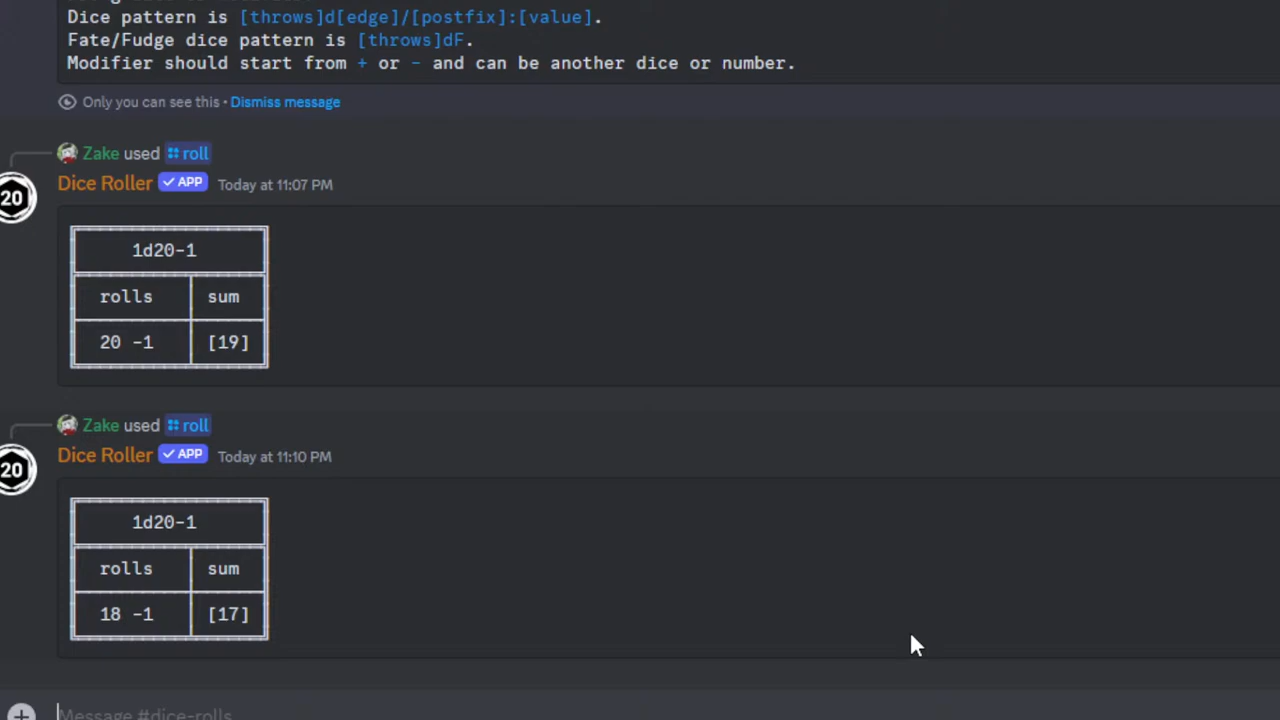 Dice pattern is [throws]d[edge]/[postfix]:[value].
Fate/Fudge dice pattern is [throws]dF.
Modifier should start from + or - and can be another dice or number.
Only you can see this • Dismiss message
Zake used roll
20
Dice Roller ✓ APP Today at 11:07 PM
1d20-1
rolls sum
20 -1 [19]
Zake used roll
20
Dice Roller ✓ APP Today at 11:10 PM
1d20-1
rolls sum
18 -1 [17]
Message #dice-rolls